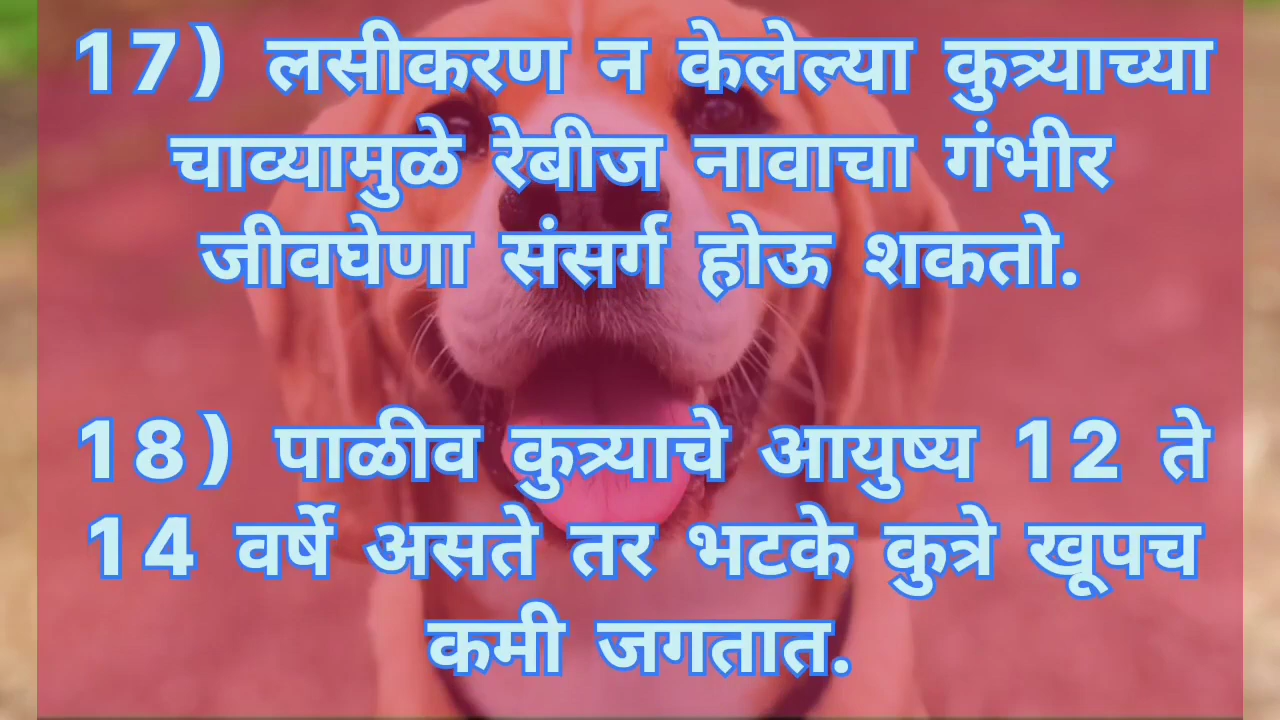 17) लसीकरण न केलेल्या कुत्र्याच्या
चाव्यामुळे रेबीज नावाचा गंभीर
जीवघेणा संसर्ग होऊ शकतो.
18) पाळीव कुत्र्याचे आयुष्य 12 ते
14 वर्षे असते तर भटके कुत्रे खूपच
कमी जगतात.